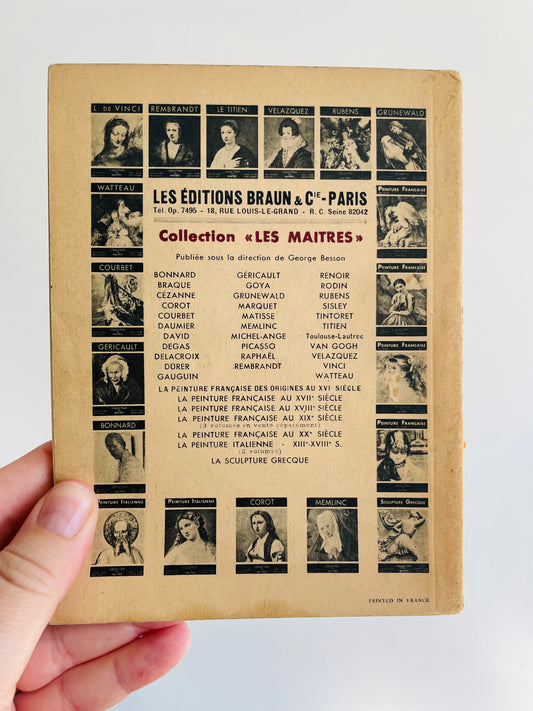 L. DE VINCI REMBRANDT LE TITIEN VELAZQUEZ RUBENS GRÜNEWALD
WATTEAU
PEINTURE FRANÇAISE
LES ÉDITIONS BRAUN & CIE - PARIS
Tel. Op. 7495 - 18, RUE LOUIS-LE-GRAND - R. C. Seine 82042
Collection «LES MAITRES»
Publiée sous la direction de George Besson
COURBET
PEINTURE FRANÇAISE
BONNARD GÉRICAULT RENOIR
BRAQUE GOYA RODIN
CÉZANNE GRÜNEWALD RUBENS
COROT MARQUET SISLEY
COURBET MATISSE TINTORET
DAUMIER MEMLINC TITIEN
DAVID MICHEL-ANGE Toulouse-Lautrec
DEGAS PICASSO VAN GOGH
DELACROIX RAPHAËL VELAZQUEZ
DURER REMBRANDT VINCI
GAUGUIN WATTEAU
GÉRICAULT
PEINTURE FRANÇAISE
LA PEINTURE FRANÇAISE DES ORIGINES AU XVIe SIÈCLE
LA PEINTURE FRANÇAISE AU XVIIe SIÈCLE
LA PEINTURE FRANÇAISE AU XVIIIe SIÈCLE
LA PEINTURE FRANÇAISE AU XIXe SIÈCLE
(3 volumes en vente séparément)
LA PEINTURE FRANÇAISE AU XXe SIÈCLE
LA PEINTURE ITALIENNE - XIIIe-XVIIIe S.
(2 volumes)
LA SCULPTURE GRECQUE
BONNARD
PEINTURE FRANÇAISE
PEINTURE ITALIENNE PEINTURE ITALIENNE COROT MEMLINC SCULPTURE GRECQUE
PRINTED IN FRANCE